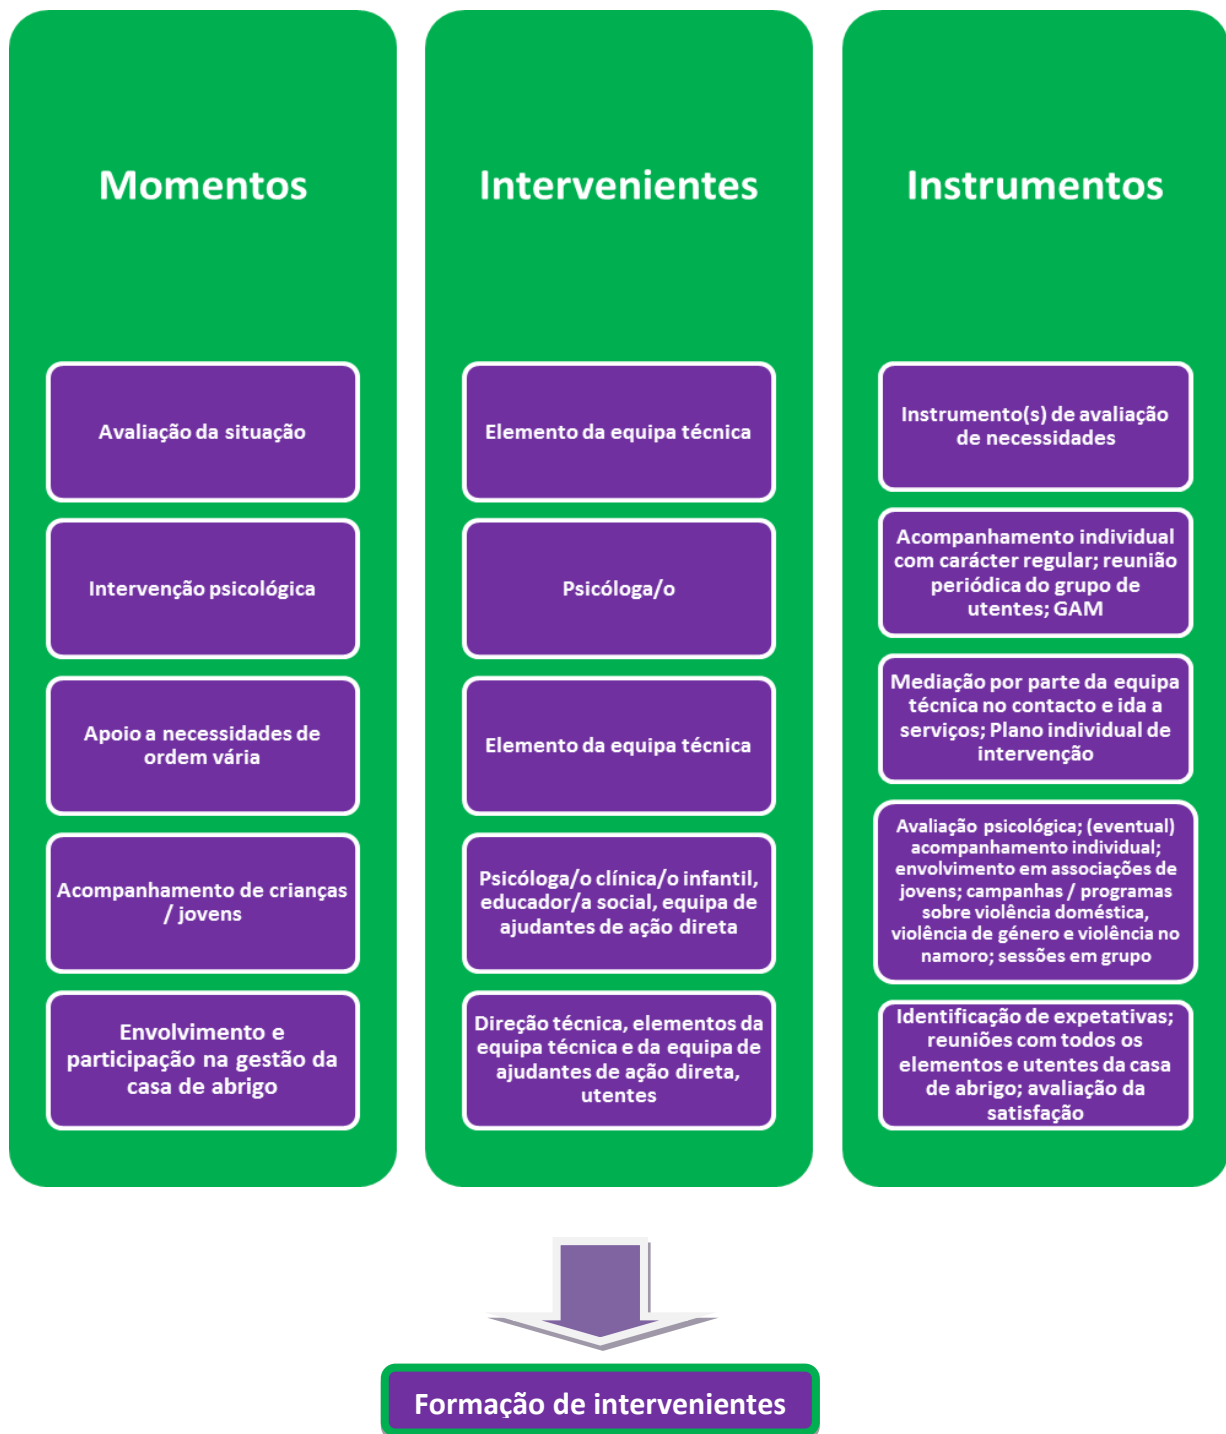 Momentos
Avaliação da situação
Intervenção psicológica
Apoio a necessidades de
ordem vária
Acompanhamento de crianças
/ jovens
Envolvimento e
participação na gestão da
casa de abrigo
Intervenientes
Elemento da equipa técnica
Psicóloga/o
Elemento da equipa técnica
Psicóloga/o clínica/o infantil,
educador/a social, equipa de
ajudantes de ação direta
Direção técnica, elementos da
equipa técnica e da equipa de
ajudantes de ação direta,
utentes
Instrumentos
Instrumento(s) de avaliação
de necessidades
Acompanhamento individual
com carácter regular; reunião
periódica do grupo de
utentes; GAM
Mediação por parte da equipa
técnica no contacto e ida a
serviços; Plano individual de
intervenção
Avaliação psicológica; (eventual)
acompanhamento individual;
envolvimento em associações de
jovens; campanhas / programas
sobre violência doméstica,
violência de género e violência no
namoro; sessões em grupo
Identificação de expetativas;
reuniões com todos os
elementos e utentes da casa
de abrigo; avaliação da
satisfação
Formação de intervenientes